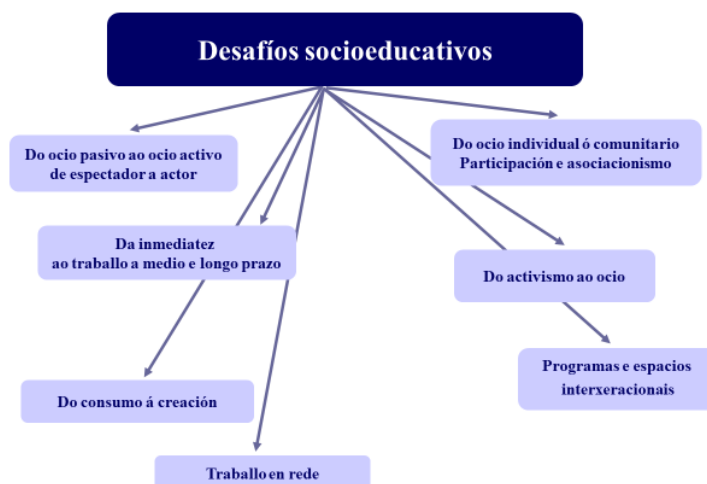 Desafíos socioeducativos
Do ocio pasivo ao ocio activo
de espectador a actor
Do ocio individual ó comunitario
Participación e asociacionismo
Da inmediatez
ao traballo a medio e longo prazo
Do activismo ao ocio
Programas e espacios
interxeracionais
Do consumo á creación
Traballo en rede